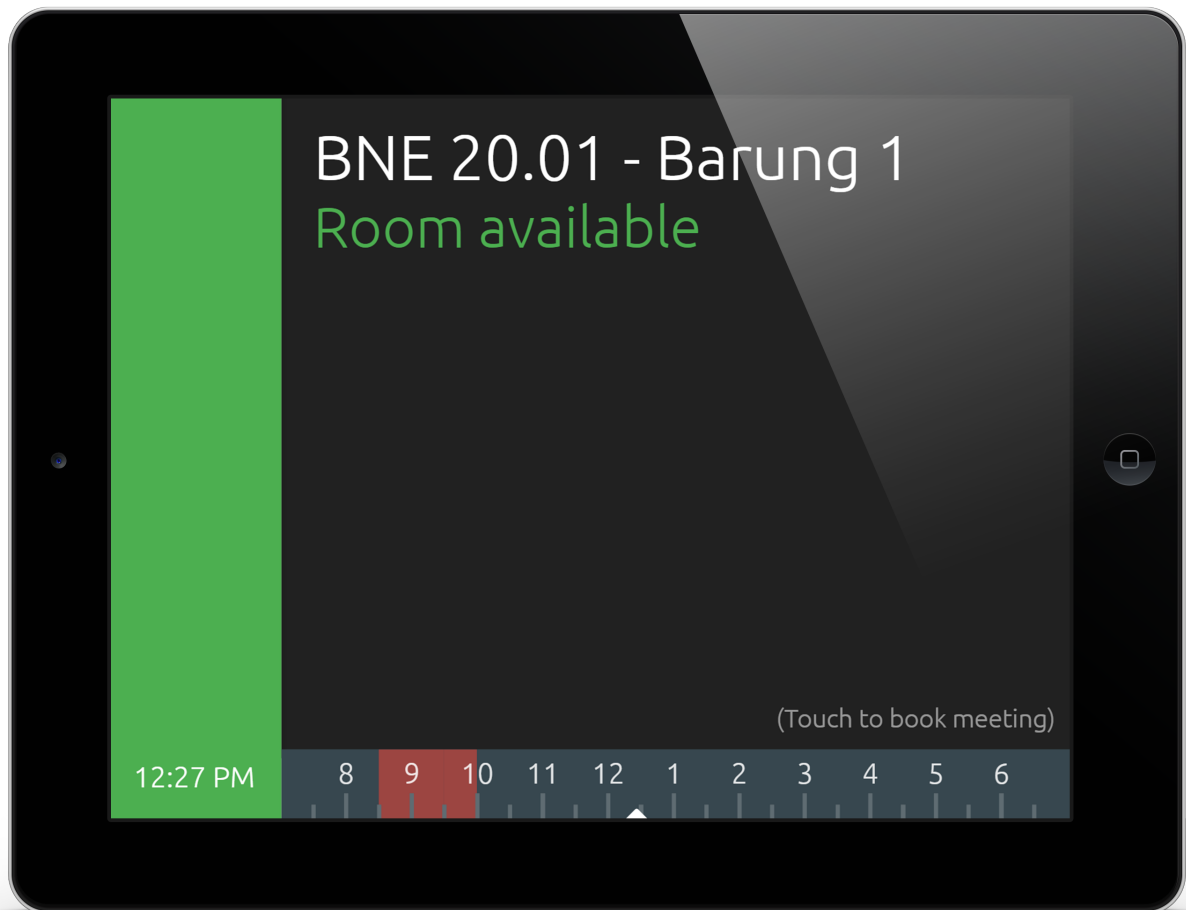 BNE 20.01 - Barung 1
Room available
(Touch to book meeting)
12:27 PM
8 9 10 11 12 1 2 3 4 5 6